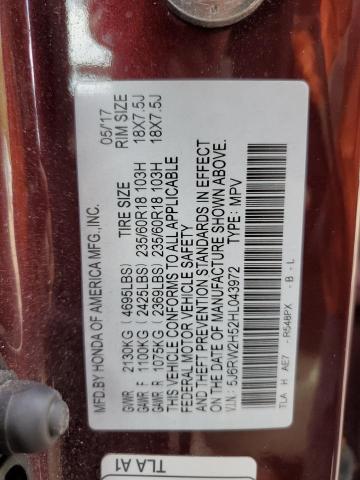 MFD.BY HONDA OF AMERICA MFG.,INC. 05/17
TIRE SIZE RIM SIZE
GVWR 2130KG ( 4695LBS)
GAWR F 1100KG ( 2425LBS) 235/60R18 103H 18X7.5J
GAWR R 1075KG ( 2369LBS) 235/60R18 103H 18X7.5J
THIS VEHICLE CONFORMS TO ALL APPLICABLE
FEDERAL MOTOR VEHICLE SAFETY
AND THEFT PREVENTION STANDARDS IN EFFECT
ON THE DATE OF MANUFACTURE SHOWN ABOVE.
V.I.N.: 5J6RW2H52HL043972 TYPE: MPV
TLA H AE7 - R548PX - B - L
TLA A1